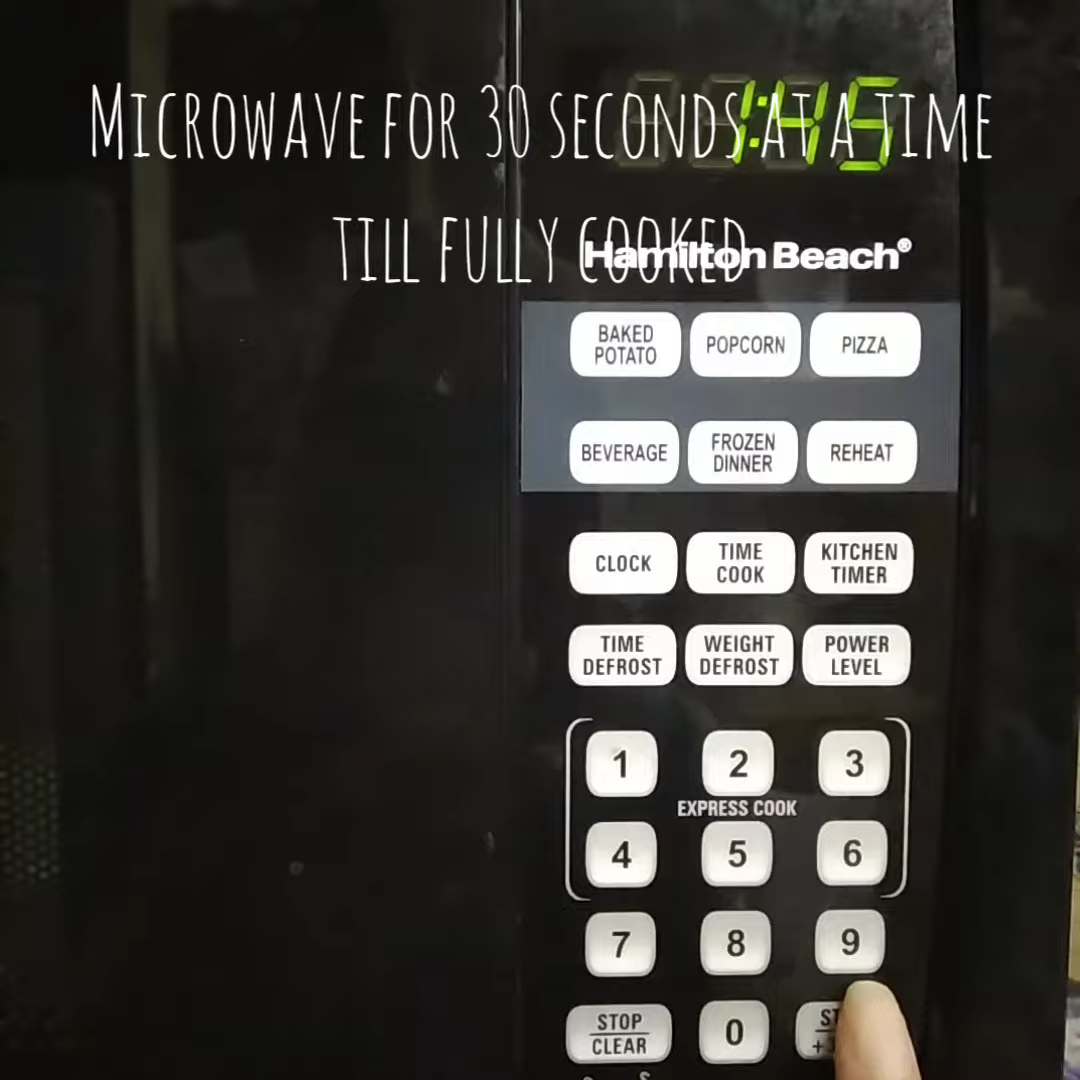 MICROWAVE FOR 30 SECONDS AT A TIME
TILL FULLY COOKED
1:45
Hamilton Beach®
BAKED POTATO
POPCORN
PIZZA
BEVERAGE
FROZEN DINNER
REHEAT
CLOCK
TIME COOK
KITCHEN TIMER
TIME DEFROST
WEIGHT DEFROST
POWER LEVEL
1 2 3
EXPRESS COOK
4 5 6
7 8 9
STOP
CLEAR
0